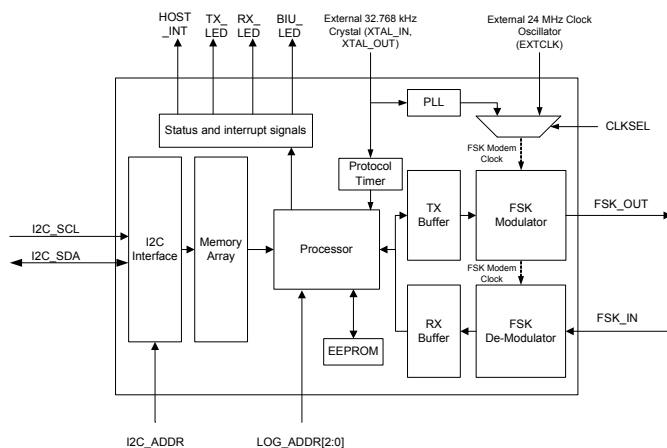 HOST
_INT
TX_
LED
RX_
LED
BIU_
LED
External 32.768 kHz
Crystal (XTAL_IN,
XTAL_OUT)
External 24 MHz Clock
Oscillator
(EXTCLK)
PLL
CLKSEL
Status and interrupt signals
FSK Modem
Clock
Protocol
Timer
I2C_SCL
I2C_SDA
I2C
Interface
Memory
Array
Processor
TX
Buffer
FSK
Modulator
FSK_OUT
FSK Modem
Clock
RX
Buffer
FSK
De-Modulator
FSK_IN
EEPROM
I2C_ADDR
LOG_ADDR[2:0]